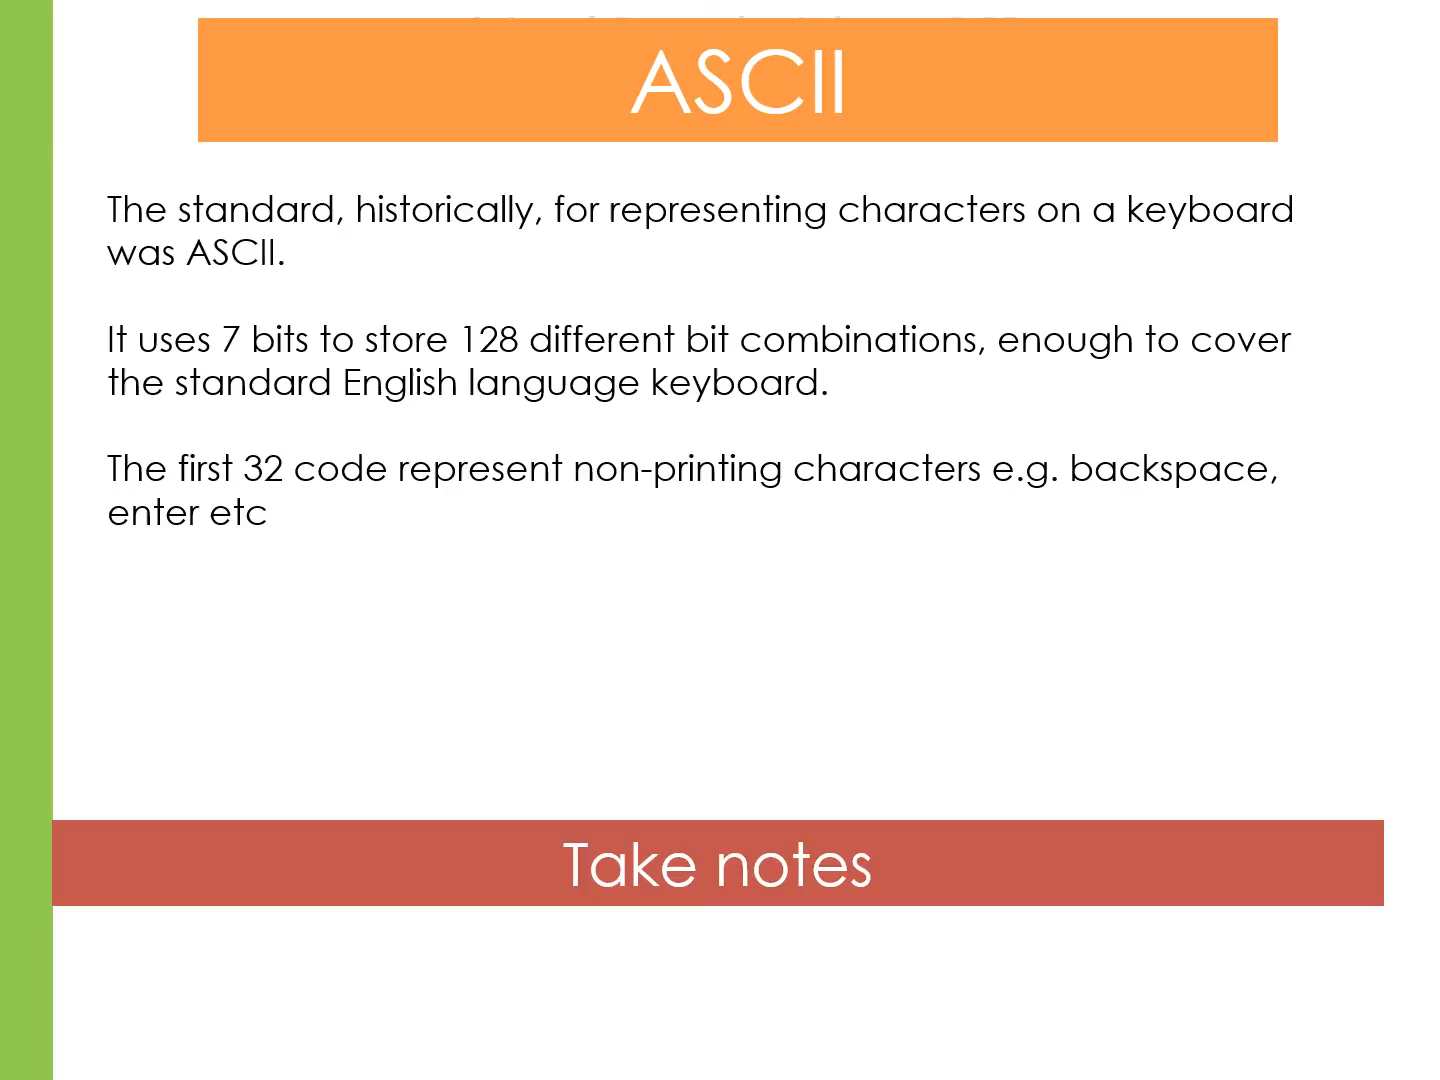 ASCII
The standard, historically, for representing characters on a keyboard
was ASCII.
It uses 7 bits to store 128 different bit combinations, enough to cover
the standard English language keyboard.
The first 32 code represent non-printing characters e.g. backspace,
enter etc
Take notes